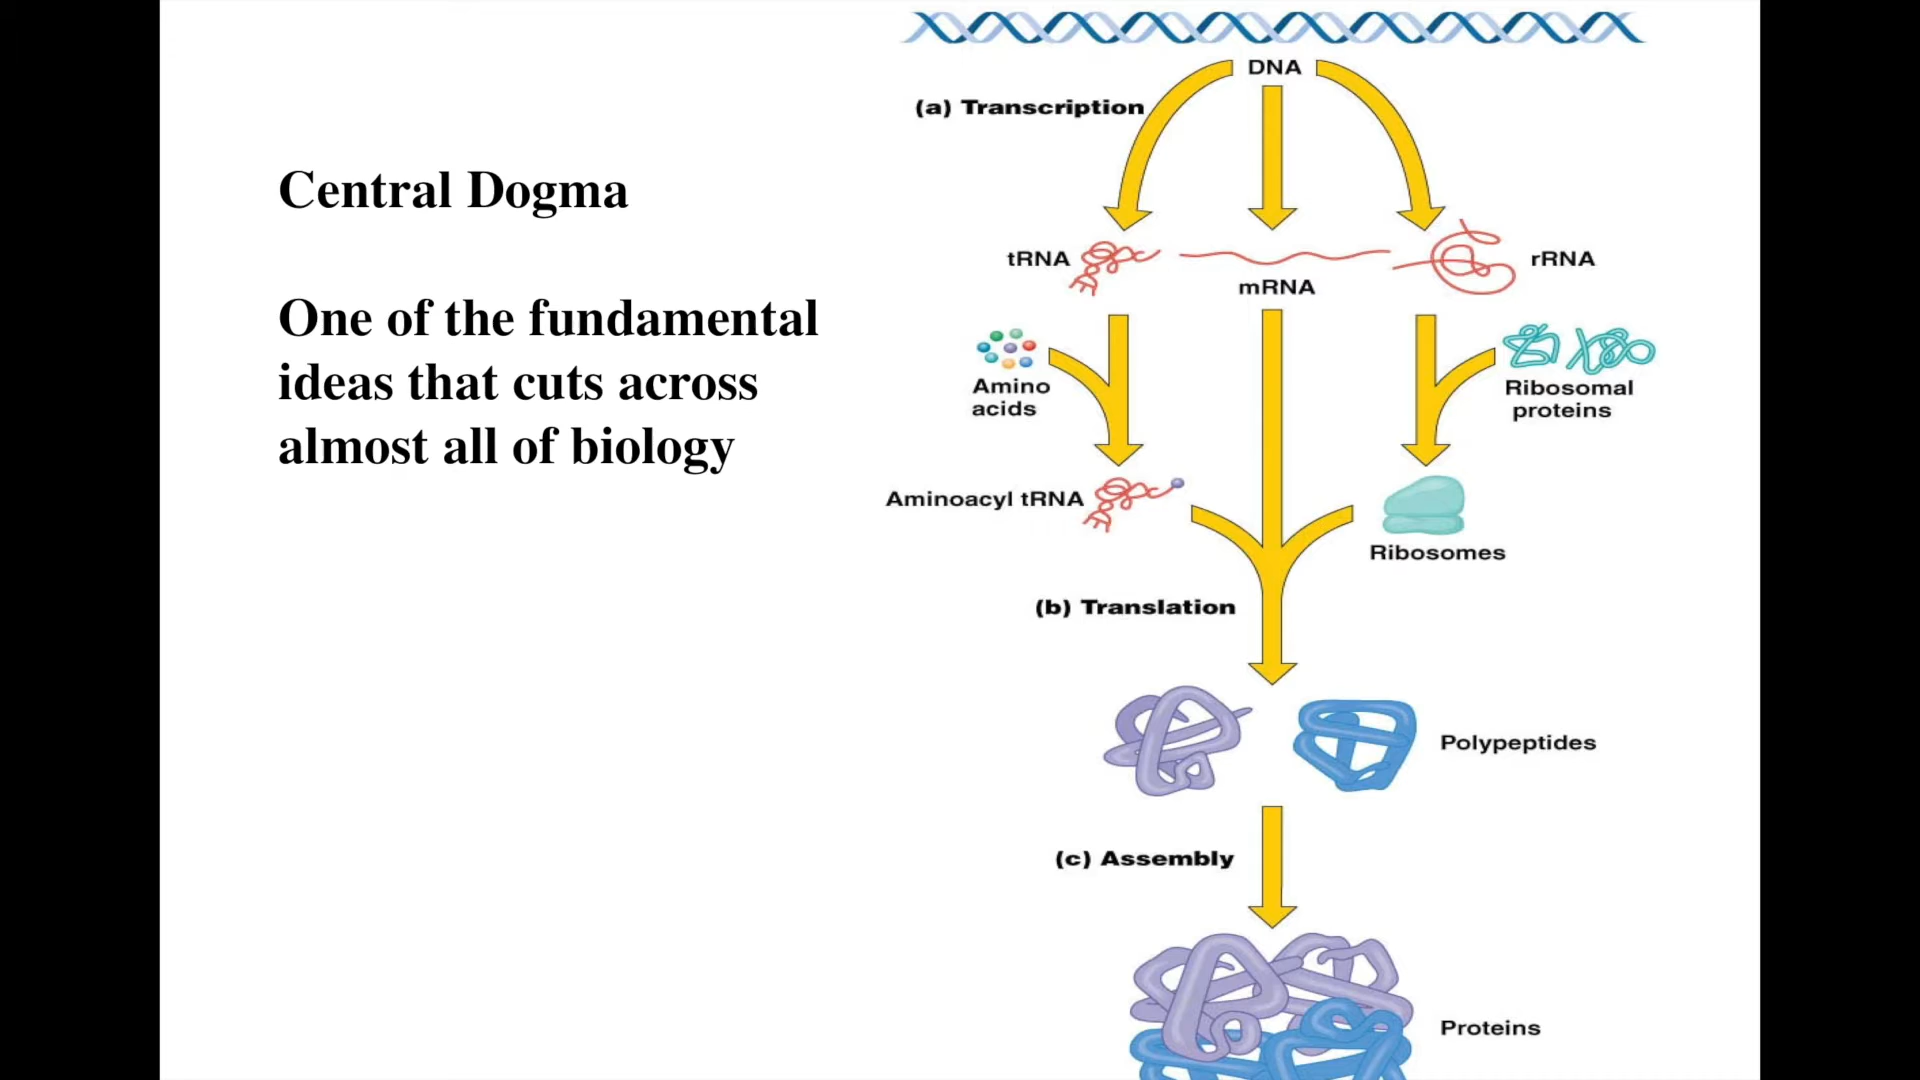 Central Dogma
One of the fundamental
ideas that cuts across
almost all of biology
DNA
(a) Transcription
tRNA
mRNA
rRNA
Amino
acids
Ribosomal
proteins
Aminoacyl tRNA
Ribosomes
(b) Translation
Polypeptides
(c) Assembly
Proteins